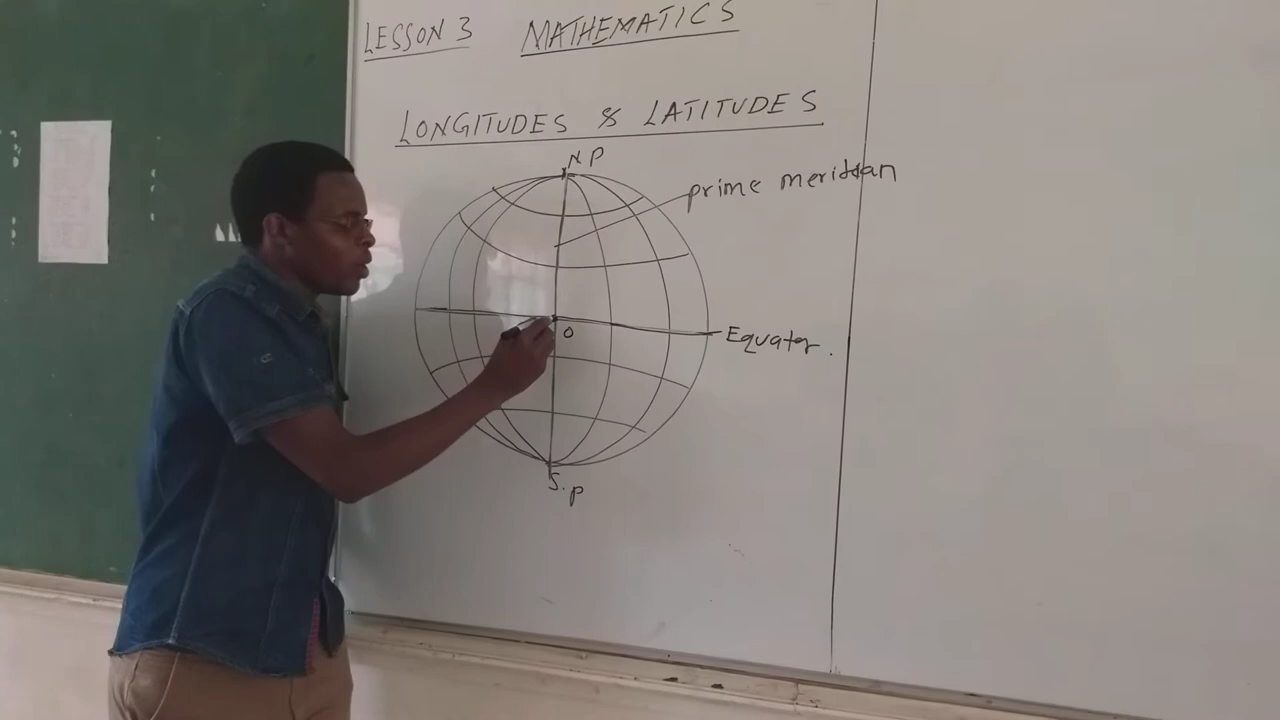 LESSON 3 MATHEMATICS
LONGITUDES & LATITUDES
N P
prime meridian
O
Equator.
S.p